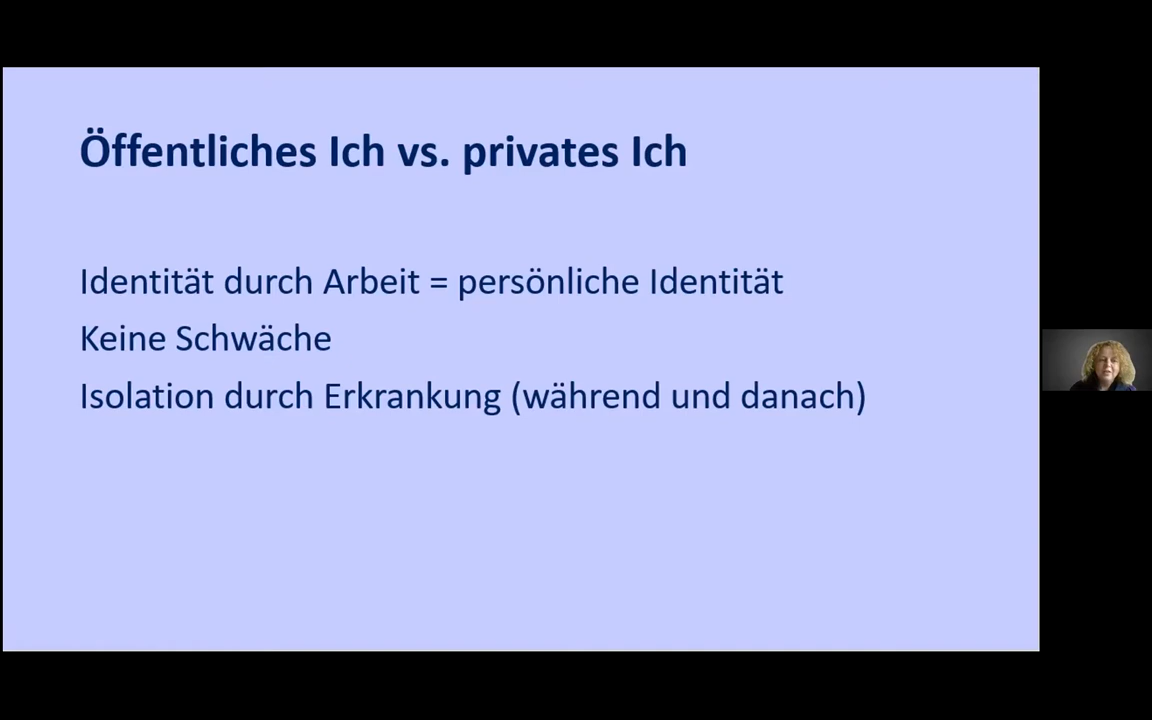 Öffentliches Ich vs. privates Ich
Identität durch Arbeit = persönliche Identität
Keine Schwäche
Isolation durch Erkrankung (während und danach)